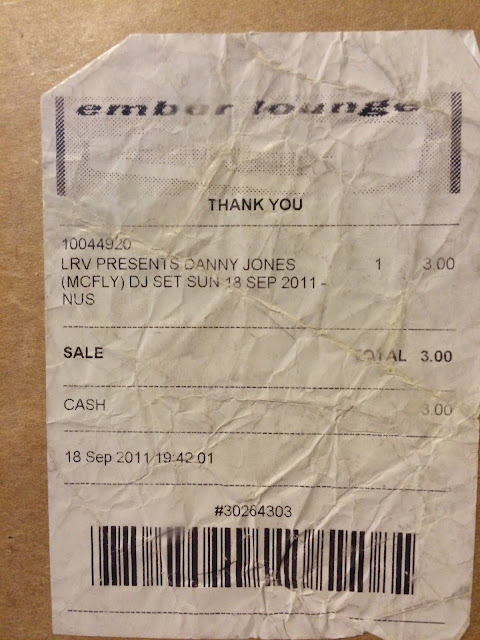 ember lounge
THANK YOU
10044920
LRV PRESENTS DANNY JONES 1 3.00
(MCFLY) DJ SET SUN 18 SEP 2011 -
NUS
SALE TOTAL 3.00
CASH 3.00
18 Sep 2011 19:42:01
#30264303